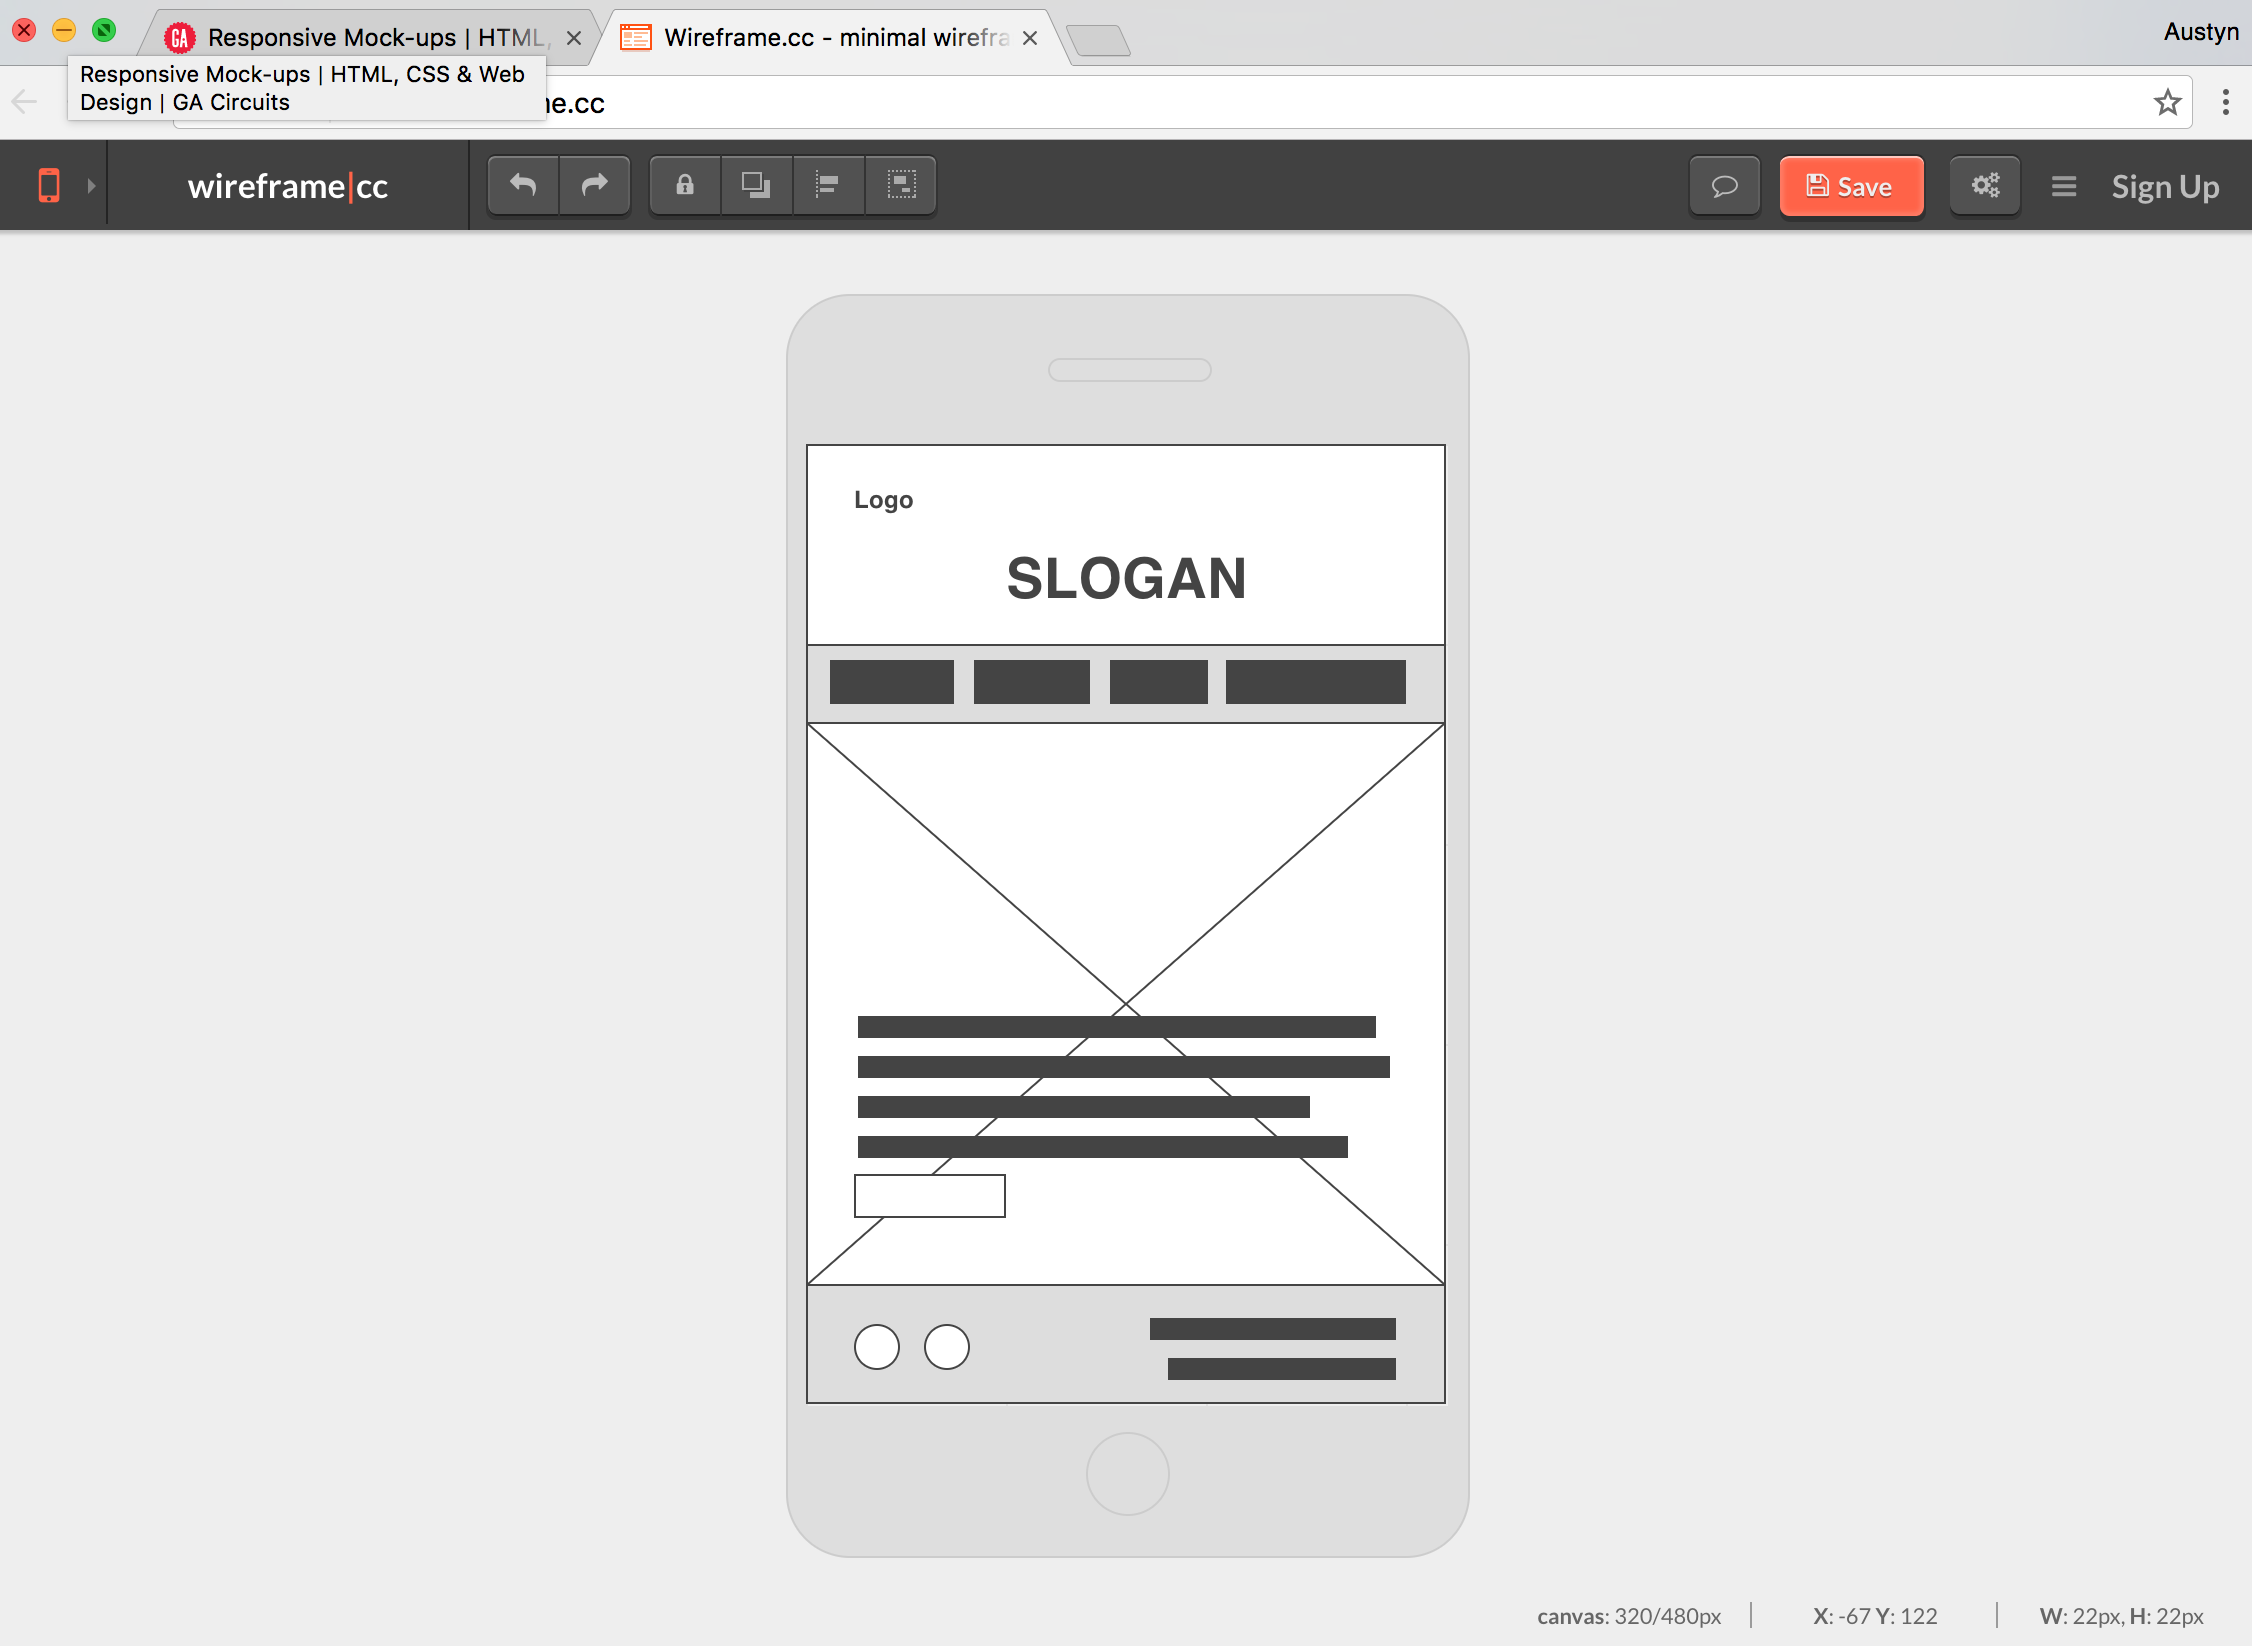 Responsive Mock-ups | HTML,
Wireframe.cc - minimal wirefra
Austyn
Responsive Mock-ups | HTML, CSS & Web
Design | GA Circuits
e.cc
GA
wireframe|cc
Save
Sign Up
Logo
SLOGAN
canvas: 320/480px
X: -67 Y: 122
W: 22px, H: 22px